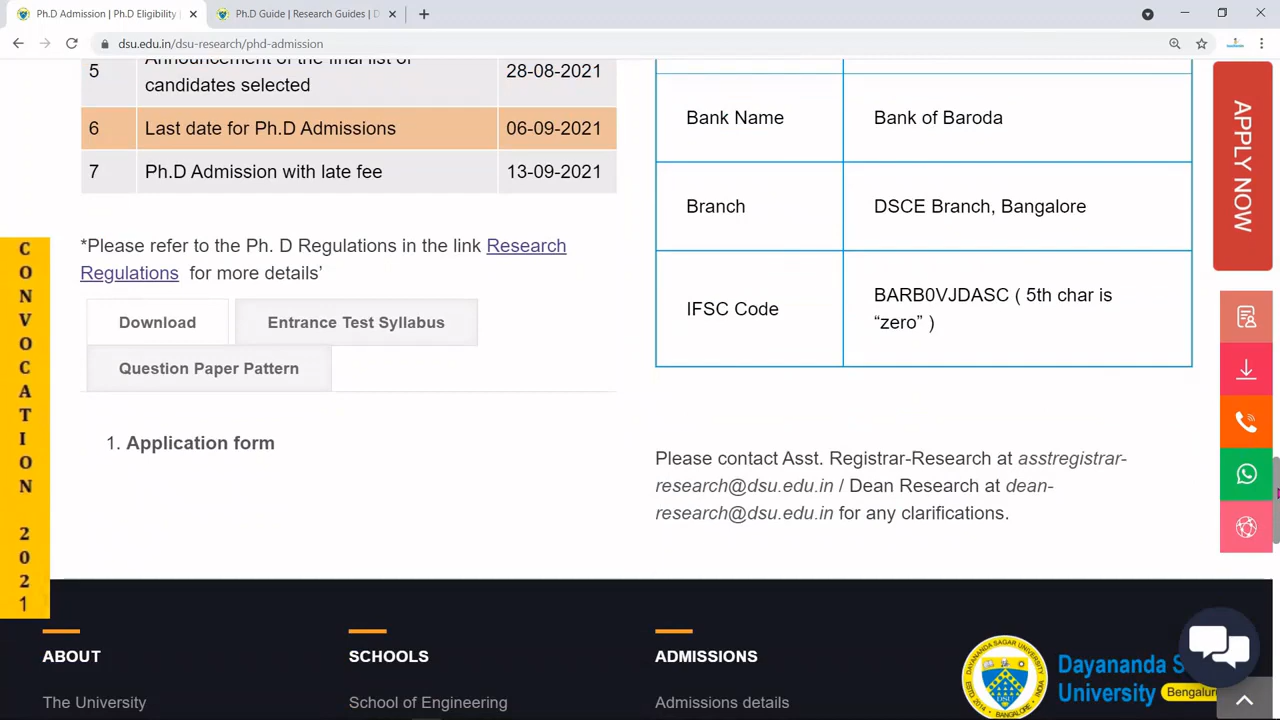 Ph.D Admission | Ph.D Eligibility
Ph.D Guide | Research Guides | D
dsu.edu.in/dsu-research/phd-admission
5 Announcement of the final list of
candidates selected 28-08-2021
6 Last date for Ph.D Admissions 06-09-2021
7 Ph.D Admission with late fee 13-09-2021
*Please refer to the Ph. D Regulations in the link Research
Regulations for more details’
Download
Entrance Test Syllabus
Question Paper Pattern
1. Application form
Bank Name Bank of Baroda
Branch DSCE Branch, Bangalore
IFSC Code BARB0VJDASC ( 5th char is
“zero” )
Please contact Asst. Registrar-Research at asstregistrar-
research@dsu.edu.in / Dean Research at dean-
research@dsu.edu.in for any clarifications.
APPLY NOW
CONVOCATION 2021
ABOUT
The University
SCHOOLS
School of Engineering
ADMISSIONS
Admissions details
Dayananda S
University
Bengalur